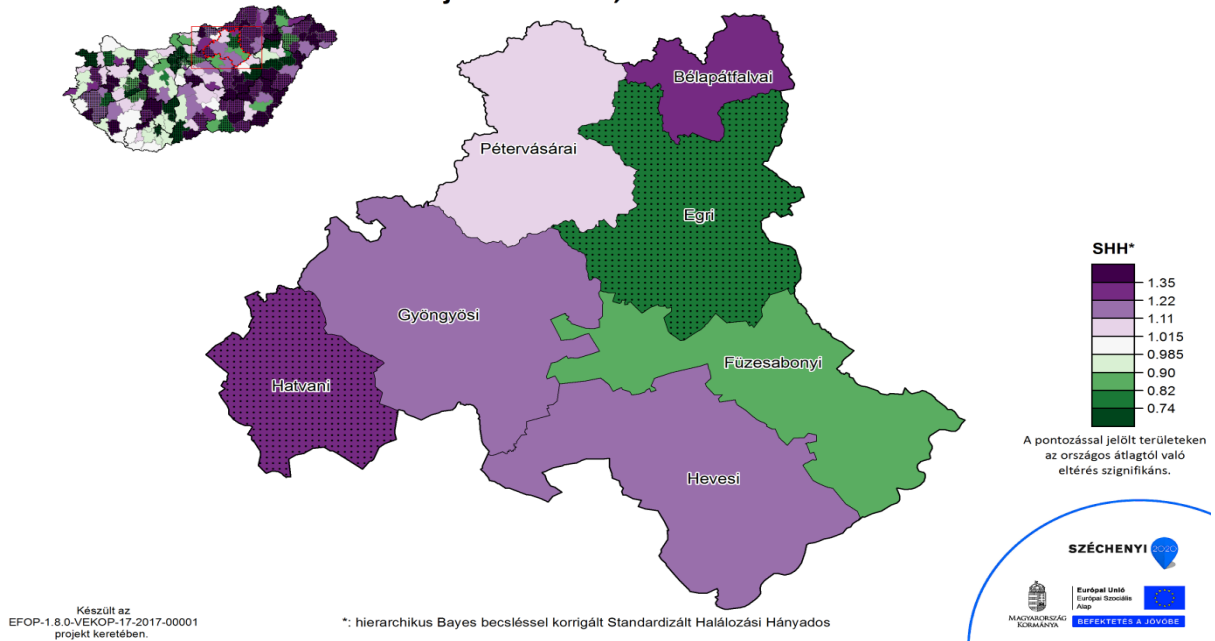 Bélapátfalvai
Pétervásárai
Egri
Gyöngyösi
Füzesabonyi
Hatvani
Hevesi
SHH*
1.35
1.22
1.11
1.015
0.985
0.90
0.82
0.74
A pontozással jelölt területeken
az országos átlagtól való
eltérés szignifikáns.
SZÉCHENYI 2020
MAGYARORSZÁG
KORMÁNYA
Európai Unió
Európai Szociális
Alap
BEFEKTETÉS A JÖVŐBE
Készült az
EFOP-1.8.0-VEKOP-17-2017-00001
projekt keretében.
*: hierarchikus Bayes becsléssel korrigált Standardizált Halálozási Hányados